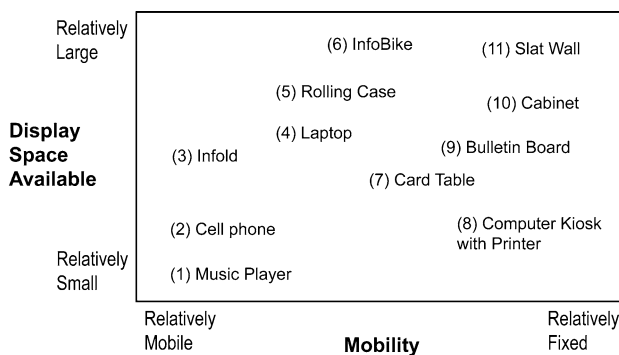 Relatively
Large
(6) InfoBike
(11) Slat Wall
(5) Rolling Case
(10) Cabinet
Display
Space
Available
(4) Laptop
(3) Infold
(9) Bulletin Board
(7) Card Table
(2) Cell phone
(8) Computer Kiosk
with Printer
Relatively
Small
(1) Music Player
Relatively
Mobile
Mobility
Relatively
Fixed